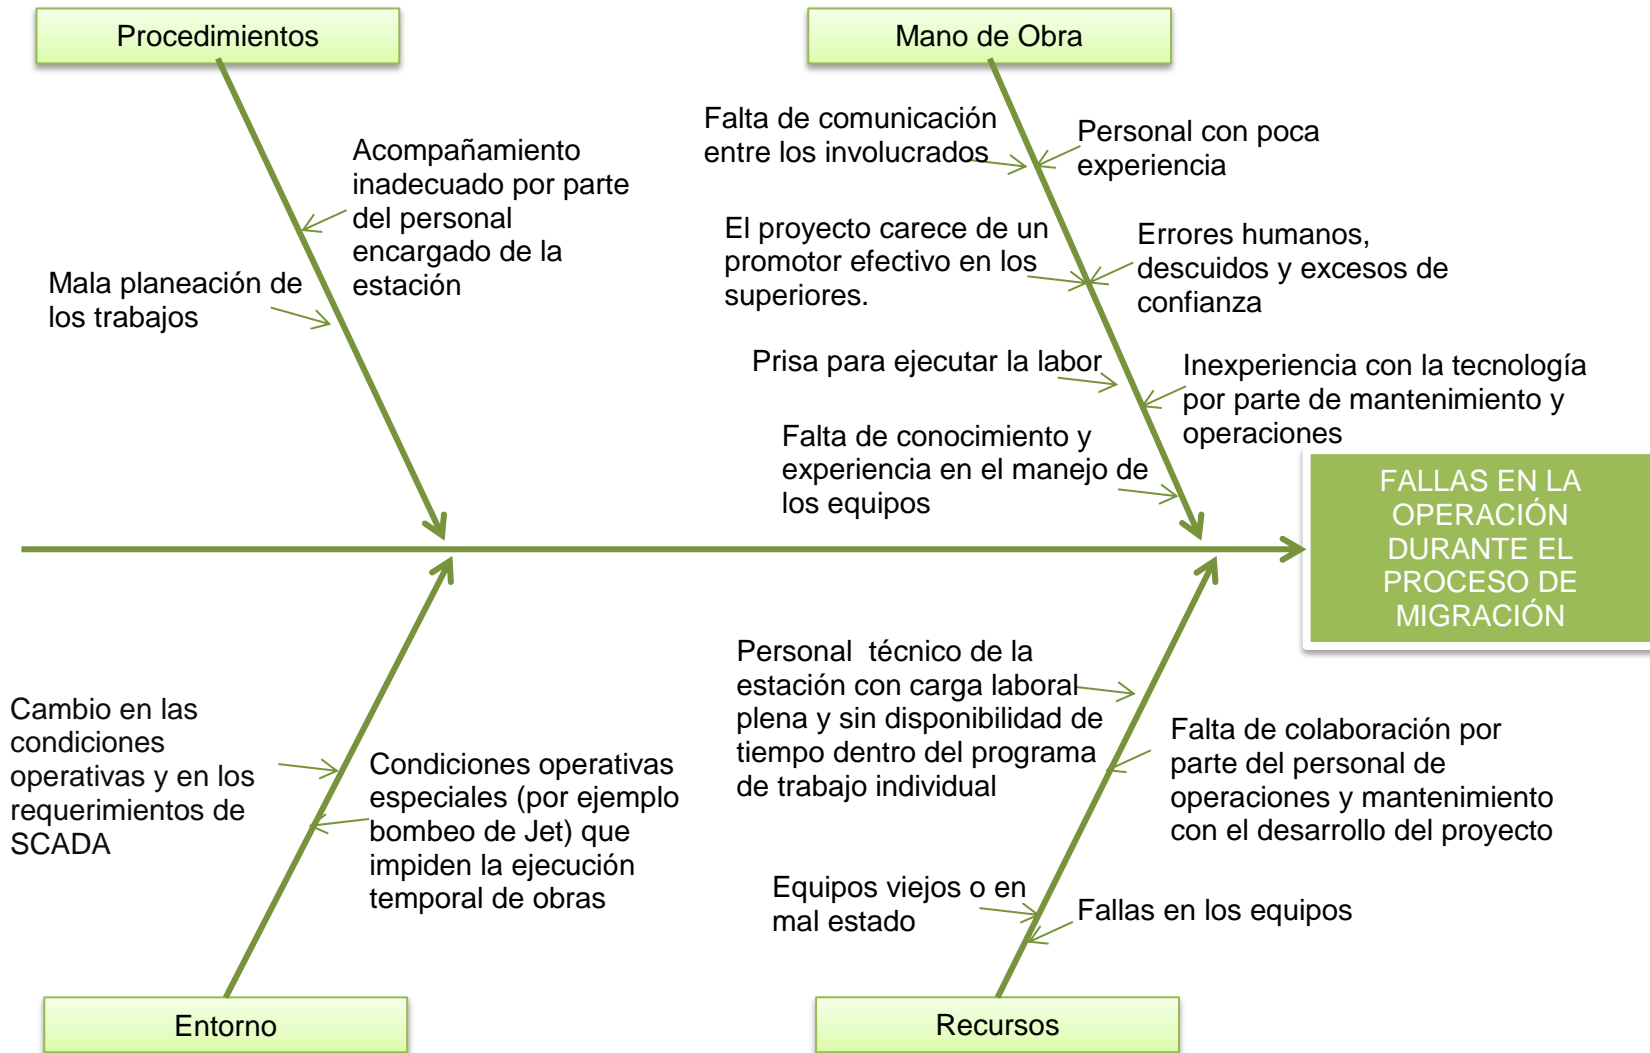 Procedimientos
Mano de Obra
Falta de comunicación
entre los involucrados
Personal con poca
experiencia
Acompañamiento
inadecuado por parte
del personal
encargado de la
estación
El proyecto carece de un
promotor efectivo en los
superiores.
Errores humanos,
descuidos y excesos de
confianza
Mala planeación de
los trabajos
Prisa para ejecutar la labor
Inexperiencia con la tecnología
por parte de mantenimiento y
operaciones
Falta de conocimiento y
experiencia en el manejo de
los equipos
FALLAS EN LA
OPERACIÓN
DURANTE EL
PROCESO DE
MIGRACIÓN
Personal  técnico de la
estación con carga laboral
plena y sin disponibilidad de
tiempo dentro del programa
de trabajo individual
Cambio en las
condiciones
operativas y en los
requerimientos de
SCADA
Condiciones operativas
especiales (por ejemplo
bombeo de Jet) que
impiden la ejecución
temporal de obras
Falta de colaboración por
parte del personal de
operaciones y mantenimiento
con el desarrollo del proyecto
Equipos viejos o en
mal estado
Fallas en los equipos
Entorno
Recursos